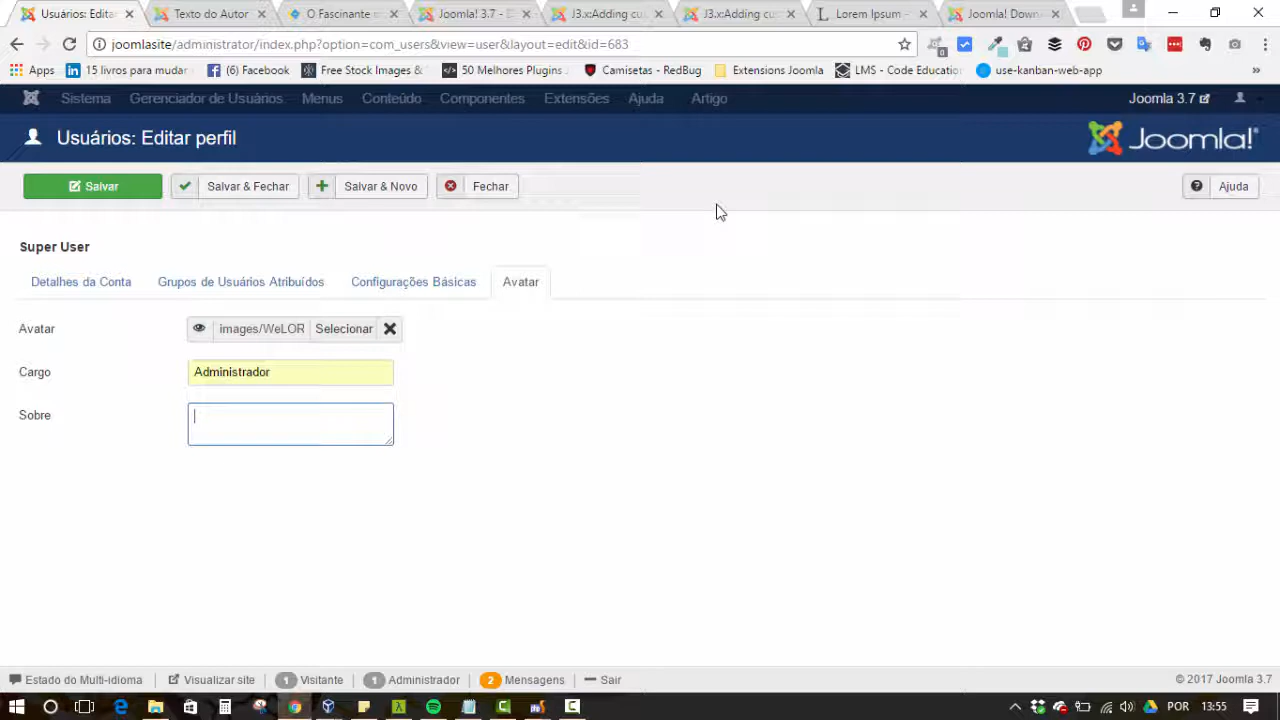 Usuários: Edita
Texto do Autor
O Fascinante
Joomla! 3.7 -
J3.x:Adding cu
J3.x:Adding cus
Lorem Ipsum -
Joomla! Down
joomlasite/administrator/index.php?option=com_users&view=user&layout=edit&id=683
Apps
15 livros para mudar
(6) Facebook
Free Stock Images &
50 Melhores Plugins
Camisetas - RedBug
Extensions Joomla
LMS - Code Educatio
use-kanban-web-app
»
Sistema
Gerenciador de Usuários
Menus
Conteúdo
Componentes
Extensões
Ajuda
Artigo
Joomla 3.7
Usuários: Editar perfil
Joomla!
Salvar
Salvar & Fechar
Salvar & Novo
Fechar
Ajuda
Super User
Detalhes da Conta
Grupos de Usuários Atribuídos
Configurações Básicas
Avatar
Avatar
images/WeLOR
Selecionar
Cargo
Administrador
Sobre
Estado do Multi-idioma
Visualizar site
1 Visitante
1 Administrador
2 Mensagens
Sair
© 2017 Joomla 3.7
POR
13:55